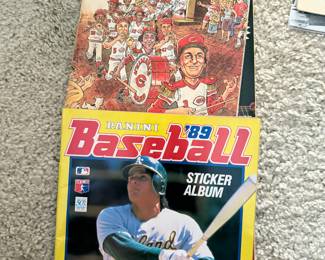 PANINI '89
Baseball
STICKER
ALBUM